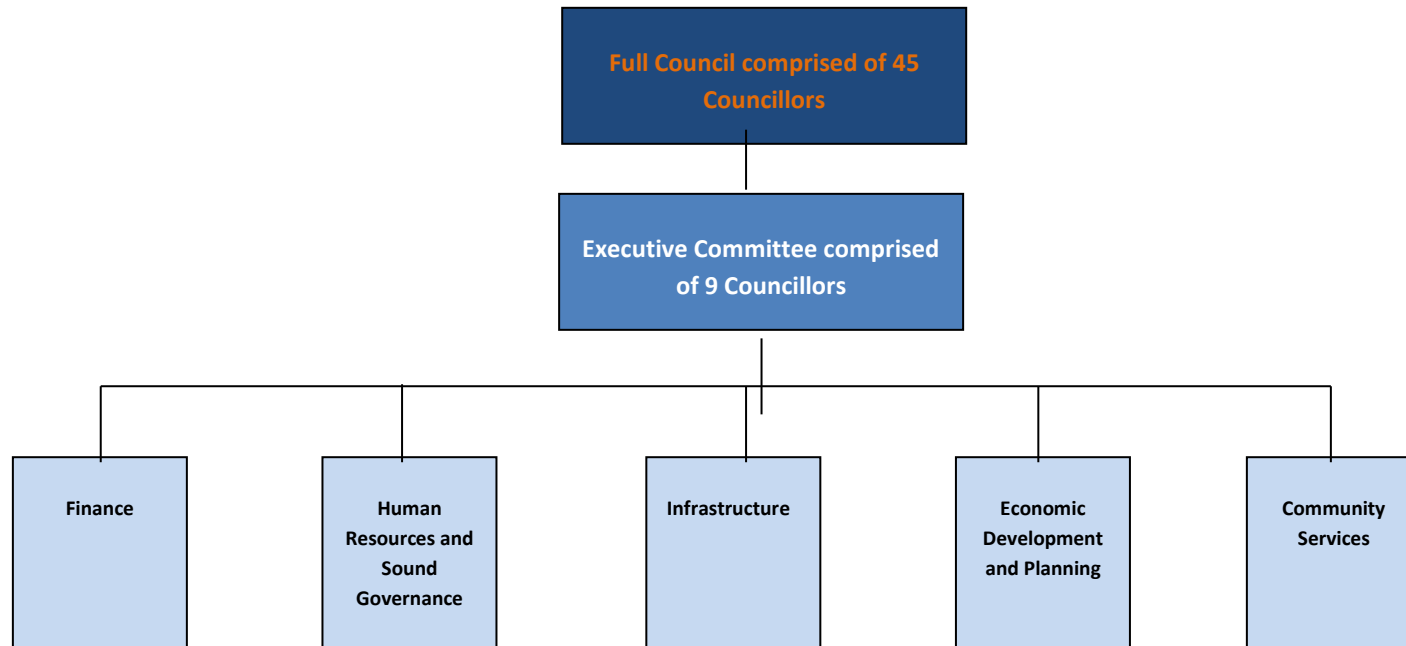 Full Council comprised of 45
Councillors
Executive Committee comprised
of 9 Councillors
Finance
Human
Resources and
Sound
Governance
Infrastructure
Economic
Development
and Planning
Community
Services